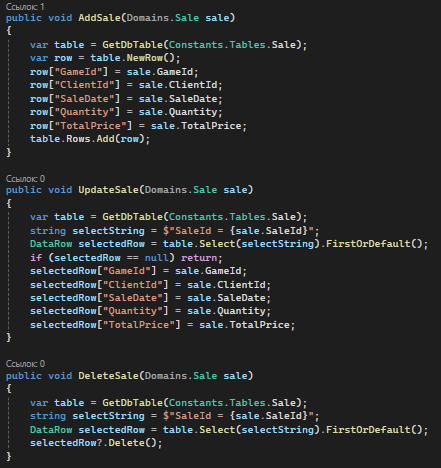 Ссылок: 1
public void AddSale(Domains.Sale sale)
{
var table = GetDbTable(Constants.Tables.Sale);
var row = table.NewRow();
row["GameId"] = sale.GameId;
row["ClientId"] = sale.ClientId;
row["SaleDate"] = sale.SaleDate;
row["Quantity"] = sale.Quantity;
row["TotalPrice"] = sale.TotalPrice;
table.Rows.Add(row);
}
Ссылок: 0
public void UpdateSale(Domains.Sale sale)
{
var table = GetDbTable(Constants.Tables.Sale);
string selectString = $"SaleId = {sale.SaleId}";
DataRow selectedRow = table.Select(selectString).FirstOrDefault();
if (selectedRow == null) return;
selectedRow["GameId"] = sale.GameId;
selectedRow["ClientId"] = sale.ClientId;
selectedRow["SaleDate"] = sale.SaleDate;
selectedRow["Quantity"] = sale.Quantity;
selectedRow["TotalPrice"] = sale.TotalPrice;
}
Ссылок: 0
public void DeleteSale(Domains.Sale sale)
{
var table = GetDbTable(Constants.Tables.Sale);
string selectString = $"SaleId = {sale.SaleId}";
DataRow selectedRow = table.Select(selectString).FirstOrDefault();
selectedRow?.Delete();
}